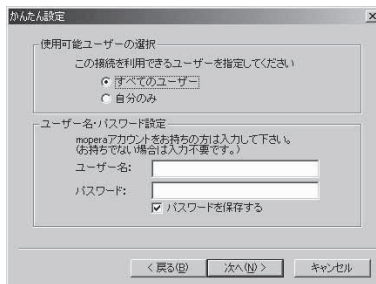 かんたん設定
使用可能ユーザーの選択
この接続を利用できるユーザーを指定してください
すべてのユーザー
自分のみ
ユーザー名・パスワード設定
moperaアカウントをお持ちの方は入力して下さい。
(お持ちでない場合は入力不要です。)
ユーザー名:
パスワード:
パスワードを保存する
< 戻る(B) 次へ(N) > キャンセル